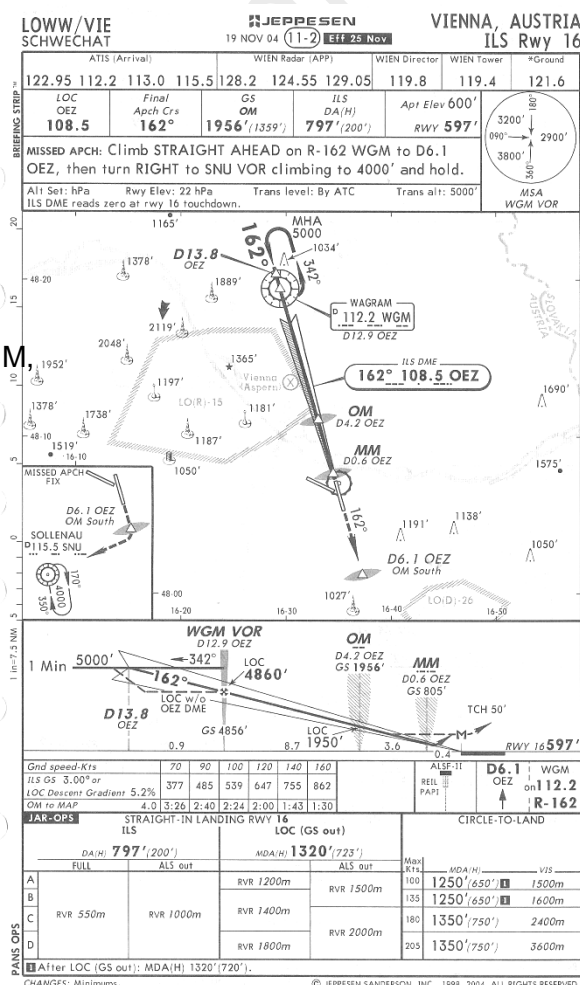 LOWW/VIE
SCHWECHAT
JEPPESEN
19 NOV 04 11-2 Eff 25 Nov
VIENNA, AUSTRIA
ILS Rwy 16
BRIEFING STRIP™
ATIS (Arrival)
122.95 112.2 113.0 115.5
WIEN Radar (APP)
128.2 124.55 129.05
WIEN Director
119.8
WIEN Tower
119.4
*Ground
121.6
LOC
OEZ
108.5
Final
Apch Crs
162°
GS
OM
1956'(1359')
ILS
DA(H)
797'(200')
Apt Elev 600'
RWY 597'
MISSED APCH: Climb STRAIGHT AHEAD on R-162 WGM to D6.1
OEZ, then turn RIGHT to SNU VOR climbing to 4000' and hold.
Alt Set: hPa Rwy Elev: 22 hPa Trans level: By ATC Trans alt: 5000'
ILS DME reads zero at rwy 16 touchdown.
180°
3200'
090°
2900'
3800'
360°
MSA
WGM VOR
20
15
10
5
0
5
1165'
MHA
5000
1034'
D13.8
OEZ
162°
342°
1378'
48-20
1889'
WAGRAM
D 112.2 WGM
D12.9 OEZ
SLOVAKIA
AUSTRIA
2119'
2048'
M,
1952'
1365'
Vienna
(Aspern)
ILS DME
162° 108.5 OEZ
1197'
LO(R)-15
1690'
1378'
1738'
1181'
OM
D4.2 OEZ
48-10
1187'
1519'
16-10
1050'
MM
D0.6 OEZ
1575'
MISSED APCH
FIX
D6.1 OEZ
OM South
SOLLENAU
D115.5 SNU
170°
4000
350°
162°
1191'
1138'
1050'
D6.1 OEZ
OM South
1027'
LO(D)-26
48-00
16-20
16-30
16-40
16-50
1 in=7.5 NM
1 Min
5000'
342°
162°
WGM VOR
D12.9 OEZ
LOC
4860'
LOC w/o
OEZ DME
D13.8
OEZ
GS 4856'
OM
D4.2 OEZ
GS 1956'
MM
D0.6 OEZ
GS 805'
LOC
1950'
M
TCH 50'
RWY 16 597'
0.9
8.7
3.6
0.4
Gnd speed-Kts 70 90 100 120 140 160
ILS GS 3.00° or
LOC Descent Gradient 5.2% 377 485 539 647 755 862
OM to MAP 4.0 3:26 2:40 2:24 2:00 1:43 1:30
ALSF-II
REIL
PAPI
D6.1
OEZ
WGM
on 112.2
R-162
JAR-OPS
STRAIGHT-IN LANDING RWY 16
CIRCLE-TO-LAND
ILS
LOC (GS out)
DA(H) 797'(200')
MDA(H) 1320'(723')
FULL
ALS out
ALS out
Max
Kts
MDA(H)
VIS
A
B
C
D
RVR 550m
RVR 1000m
RVR 1200m
RVR 1400m
RVR 1800m
RVR 1500m
RVR 2000m
100 1250'(650') 1 1500m
135 1250'(650') 1 1600m
180 1350'(750') 2400m
205 1350'(750') 3600m
PANS OPS
1 After LOC (GS out): MDA(H) 1320'(720').
CHANGES: Minimums.
© JEPPESEN SANDERSON, INC., 1998, 2004. ALL RIGHTS RESERVED.